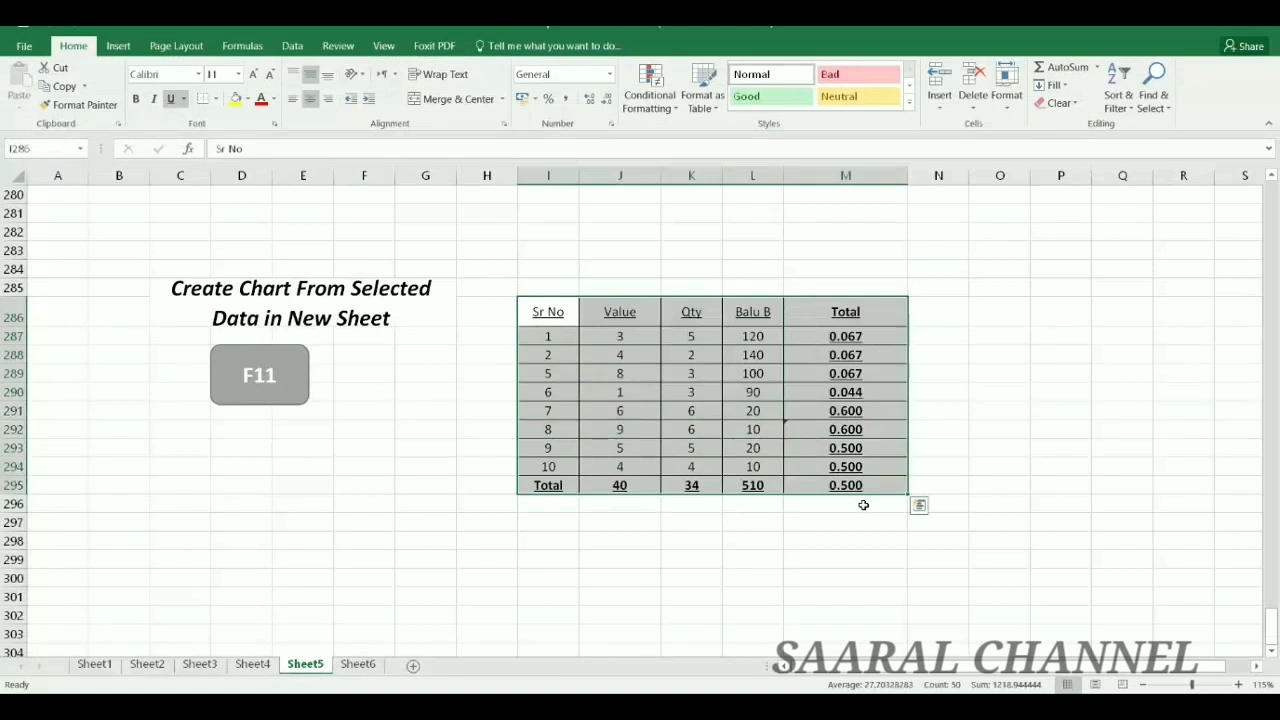 File Home Insert Page Layout Formulas Data Review View Foxit PDF Tell me what you want to do... Share
Paste Cut Copy Format Painter Calibri 11 Wrap Text Merge & Center General Conditional Formatting Format as Table Normal Bad Good Neutral Insert Delete Format AutoSum Fill Clear Sort & Filter Find & Select
Clipboard Font Alignment Number Styles Cells Editing
I286 fx Sr No
A B C D E F G H I J K L M N O P Q R S
280
281
282
283
284
285
Create Chart From Selected
Data in New Sheet
F11
286 Sr No Value Qty Balu B Total
287 1 3 5 120 0.067
288 2 4 2 140 0.067
289 5 8 3 100 0.067
290 6 1 3 90 0.044
291 7 6 6 20 0.600
292 8 9 6 10 0.600
293 9 5 5 20 0.500
294 10 4 4 10 0.500
295 Total 40 34 510 0.500
296
297
298
299
300
301
302
303
304
SAARAL CHANNEL
Sheet1 Sheet2 Sheet3 Sheet4 Sheet5 Sheet6
Ready Average: 27.70328283 Count: 50 Sum: 1218.944444 115%